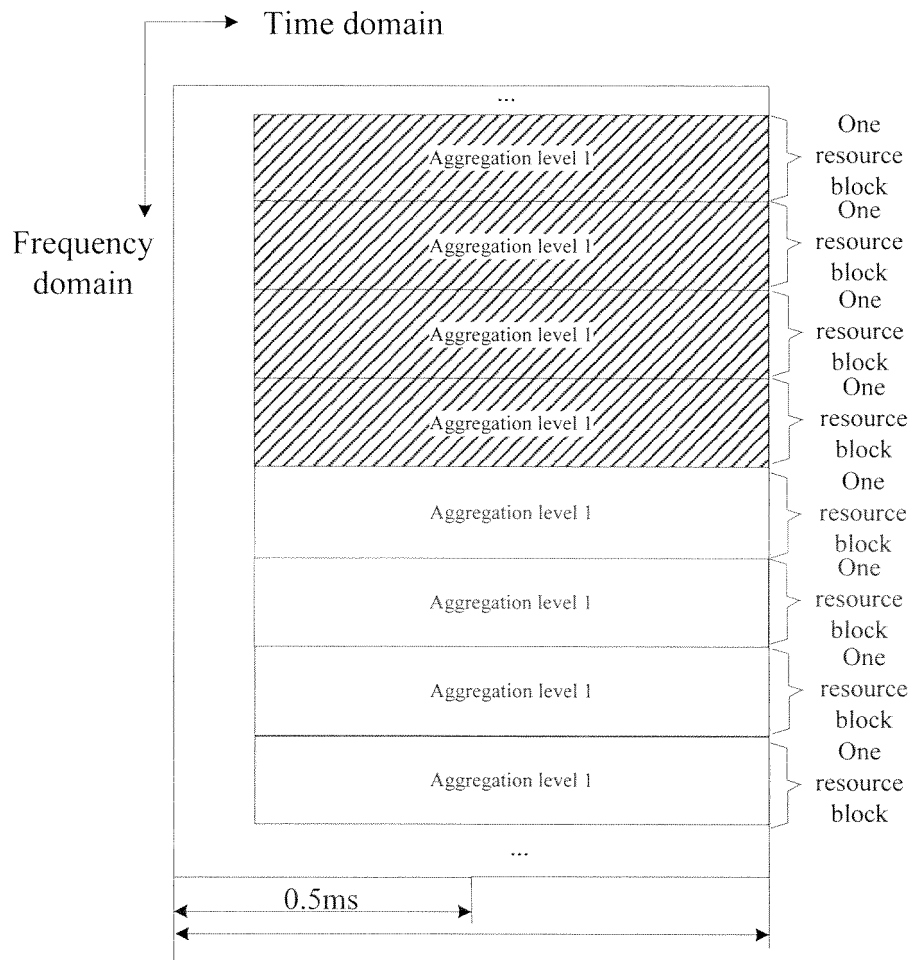 Time domain
Frequency
domain
...
Aggregation level 1
One
resource
block
Aggregation level 1
One
resource
block
Aggregation level 1
One
resource
block
Aggregation level 1
One
resource
block
Aggregation level 1
One
resource
block
Aggregation level 1
One
resource
block
Aggregation level 1
One
resource
block
Aggregation level 1
One
resource
block
...
0.5ms